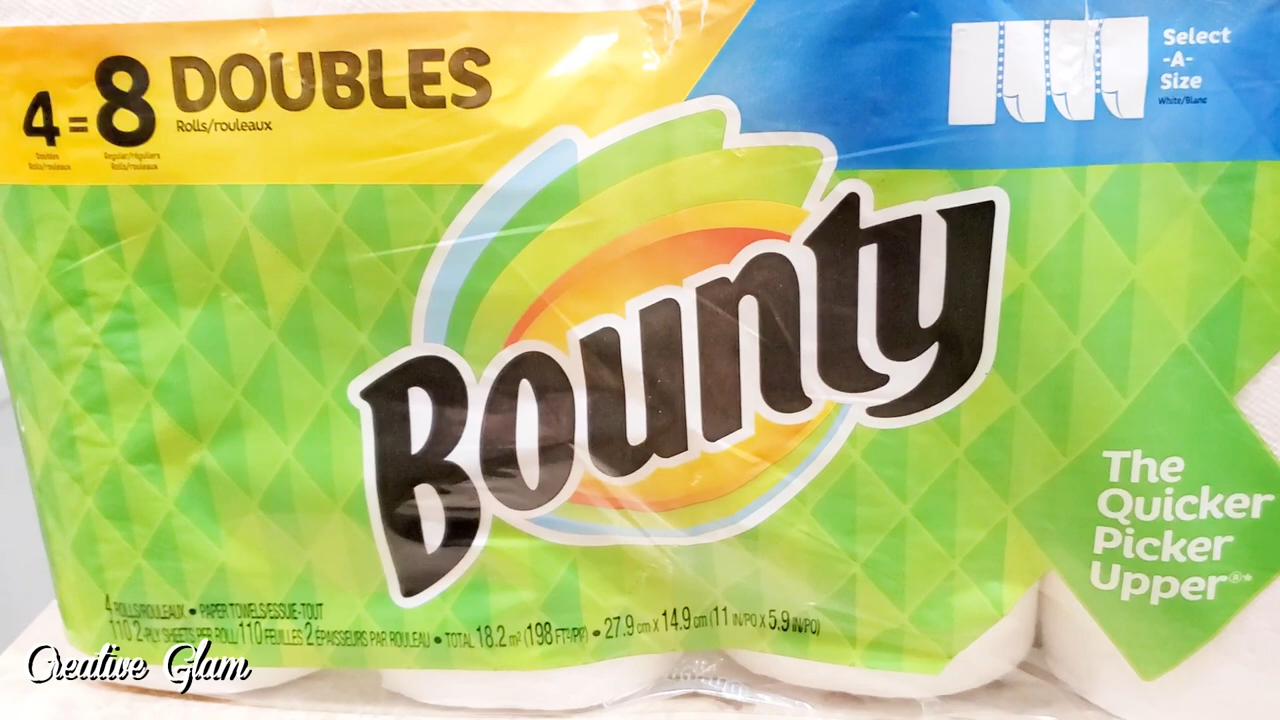 4=8 DOUBLES
Rolls/rouleaux
Doubles
Rolls/rouleaux
Regular/réguliers
Rolls/rouleaux
Select
-A-
Size
White/Blanc
Bounty
The
Quicker
Picker
Upper®*
4 ROLLS/ROULEAUX • PAPER TOWELS/ESSUIE-TOUT
110 2-PLY SHEETS PER ROLL/110 FEUILLES 2 ÉPAISSEURS PAR ROULEAU • TOTAL 18.2 m² (198 FT²/PI²) • 27.9 cm x 14.9 cm (11 IN/PO x 5.9 IN/PO)
Creative Glam